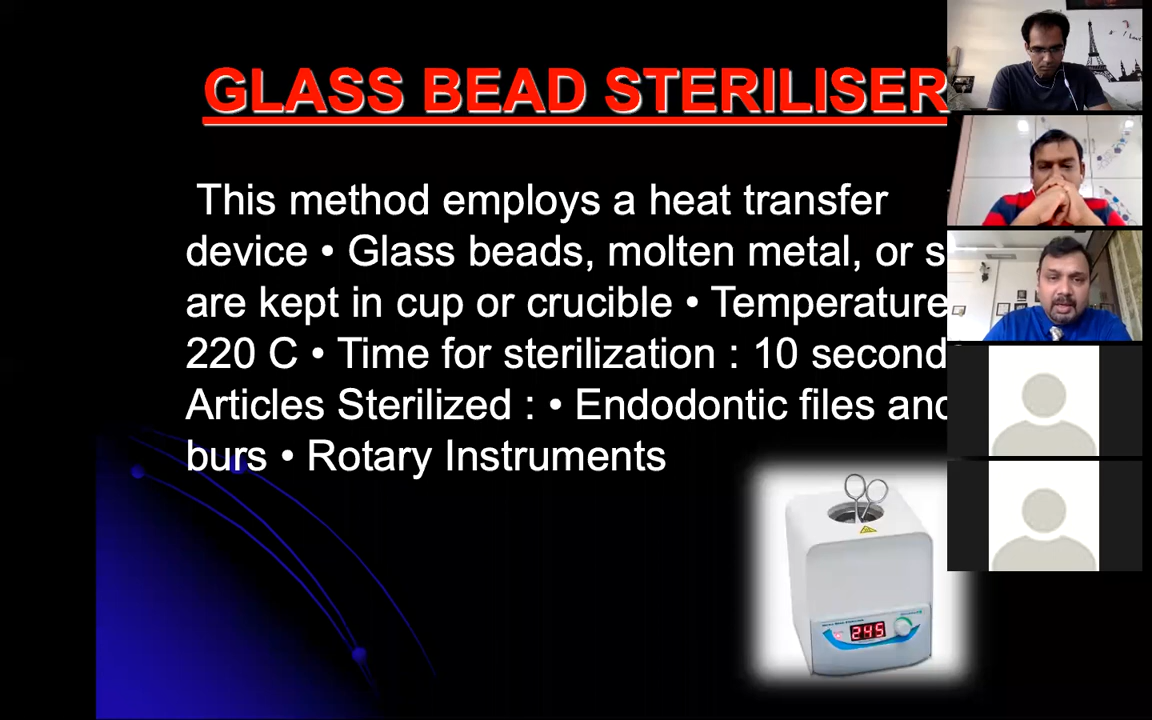 GLASS BEAD STERILISER
This method employs a heat transfer
device • Glass beads, molten metal, or s
are kept in cup or crucible • Temperature
220 C • Time for sterilization : 10 second
Articles Sterilized : • Endodontic files and
burs • Rotary Instruments
245